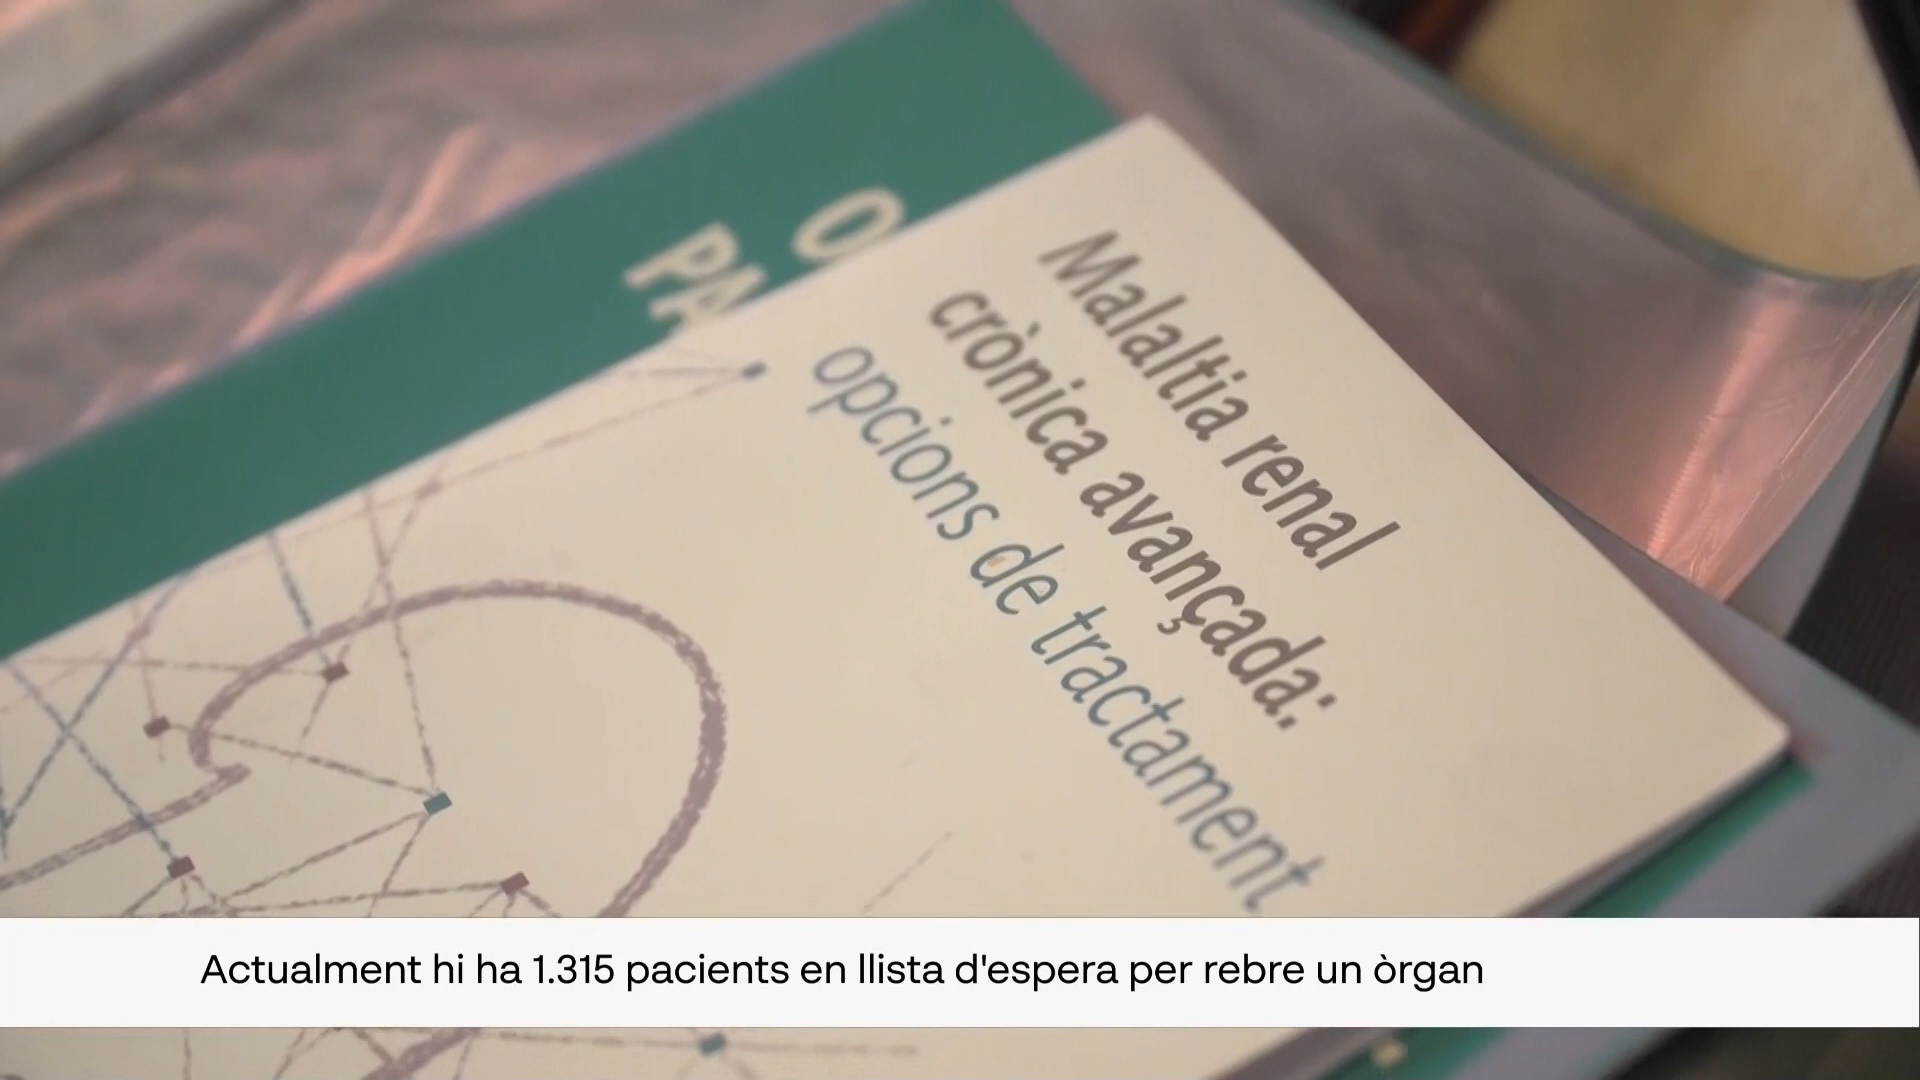 Malaltia renal
crònica avançada:
opcions de tractament
Actualment hi ha 1.315 pacients en llista d'espera per rebre un òrgan